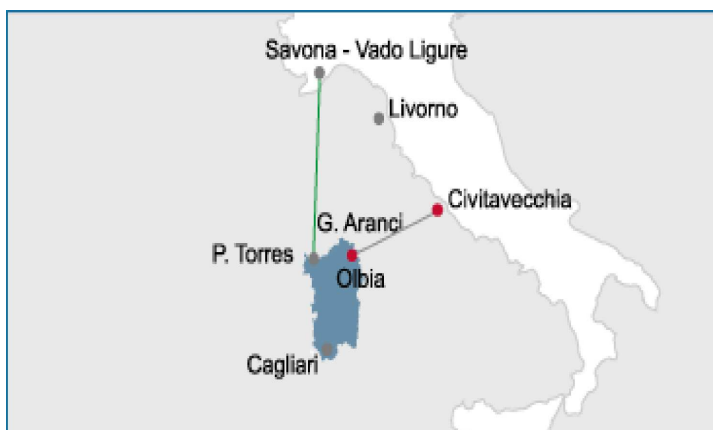 Savona - Vado Ligure
Livorno
Civitavecchia
G. Aranci
P. Torres
Olbia
Cagliari